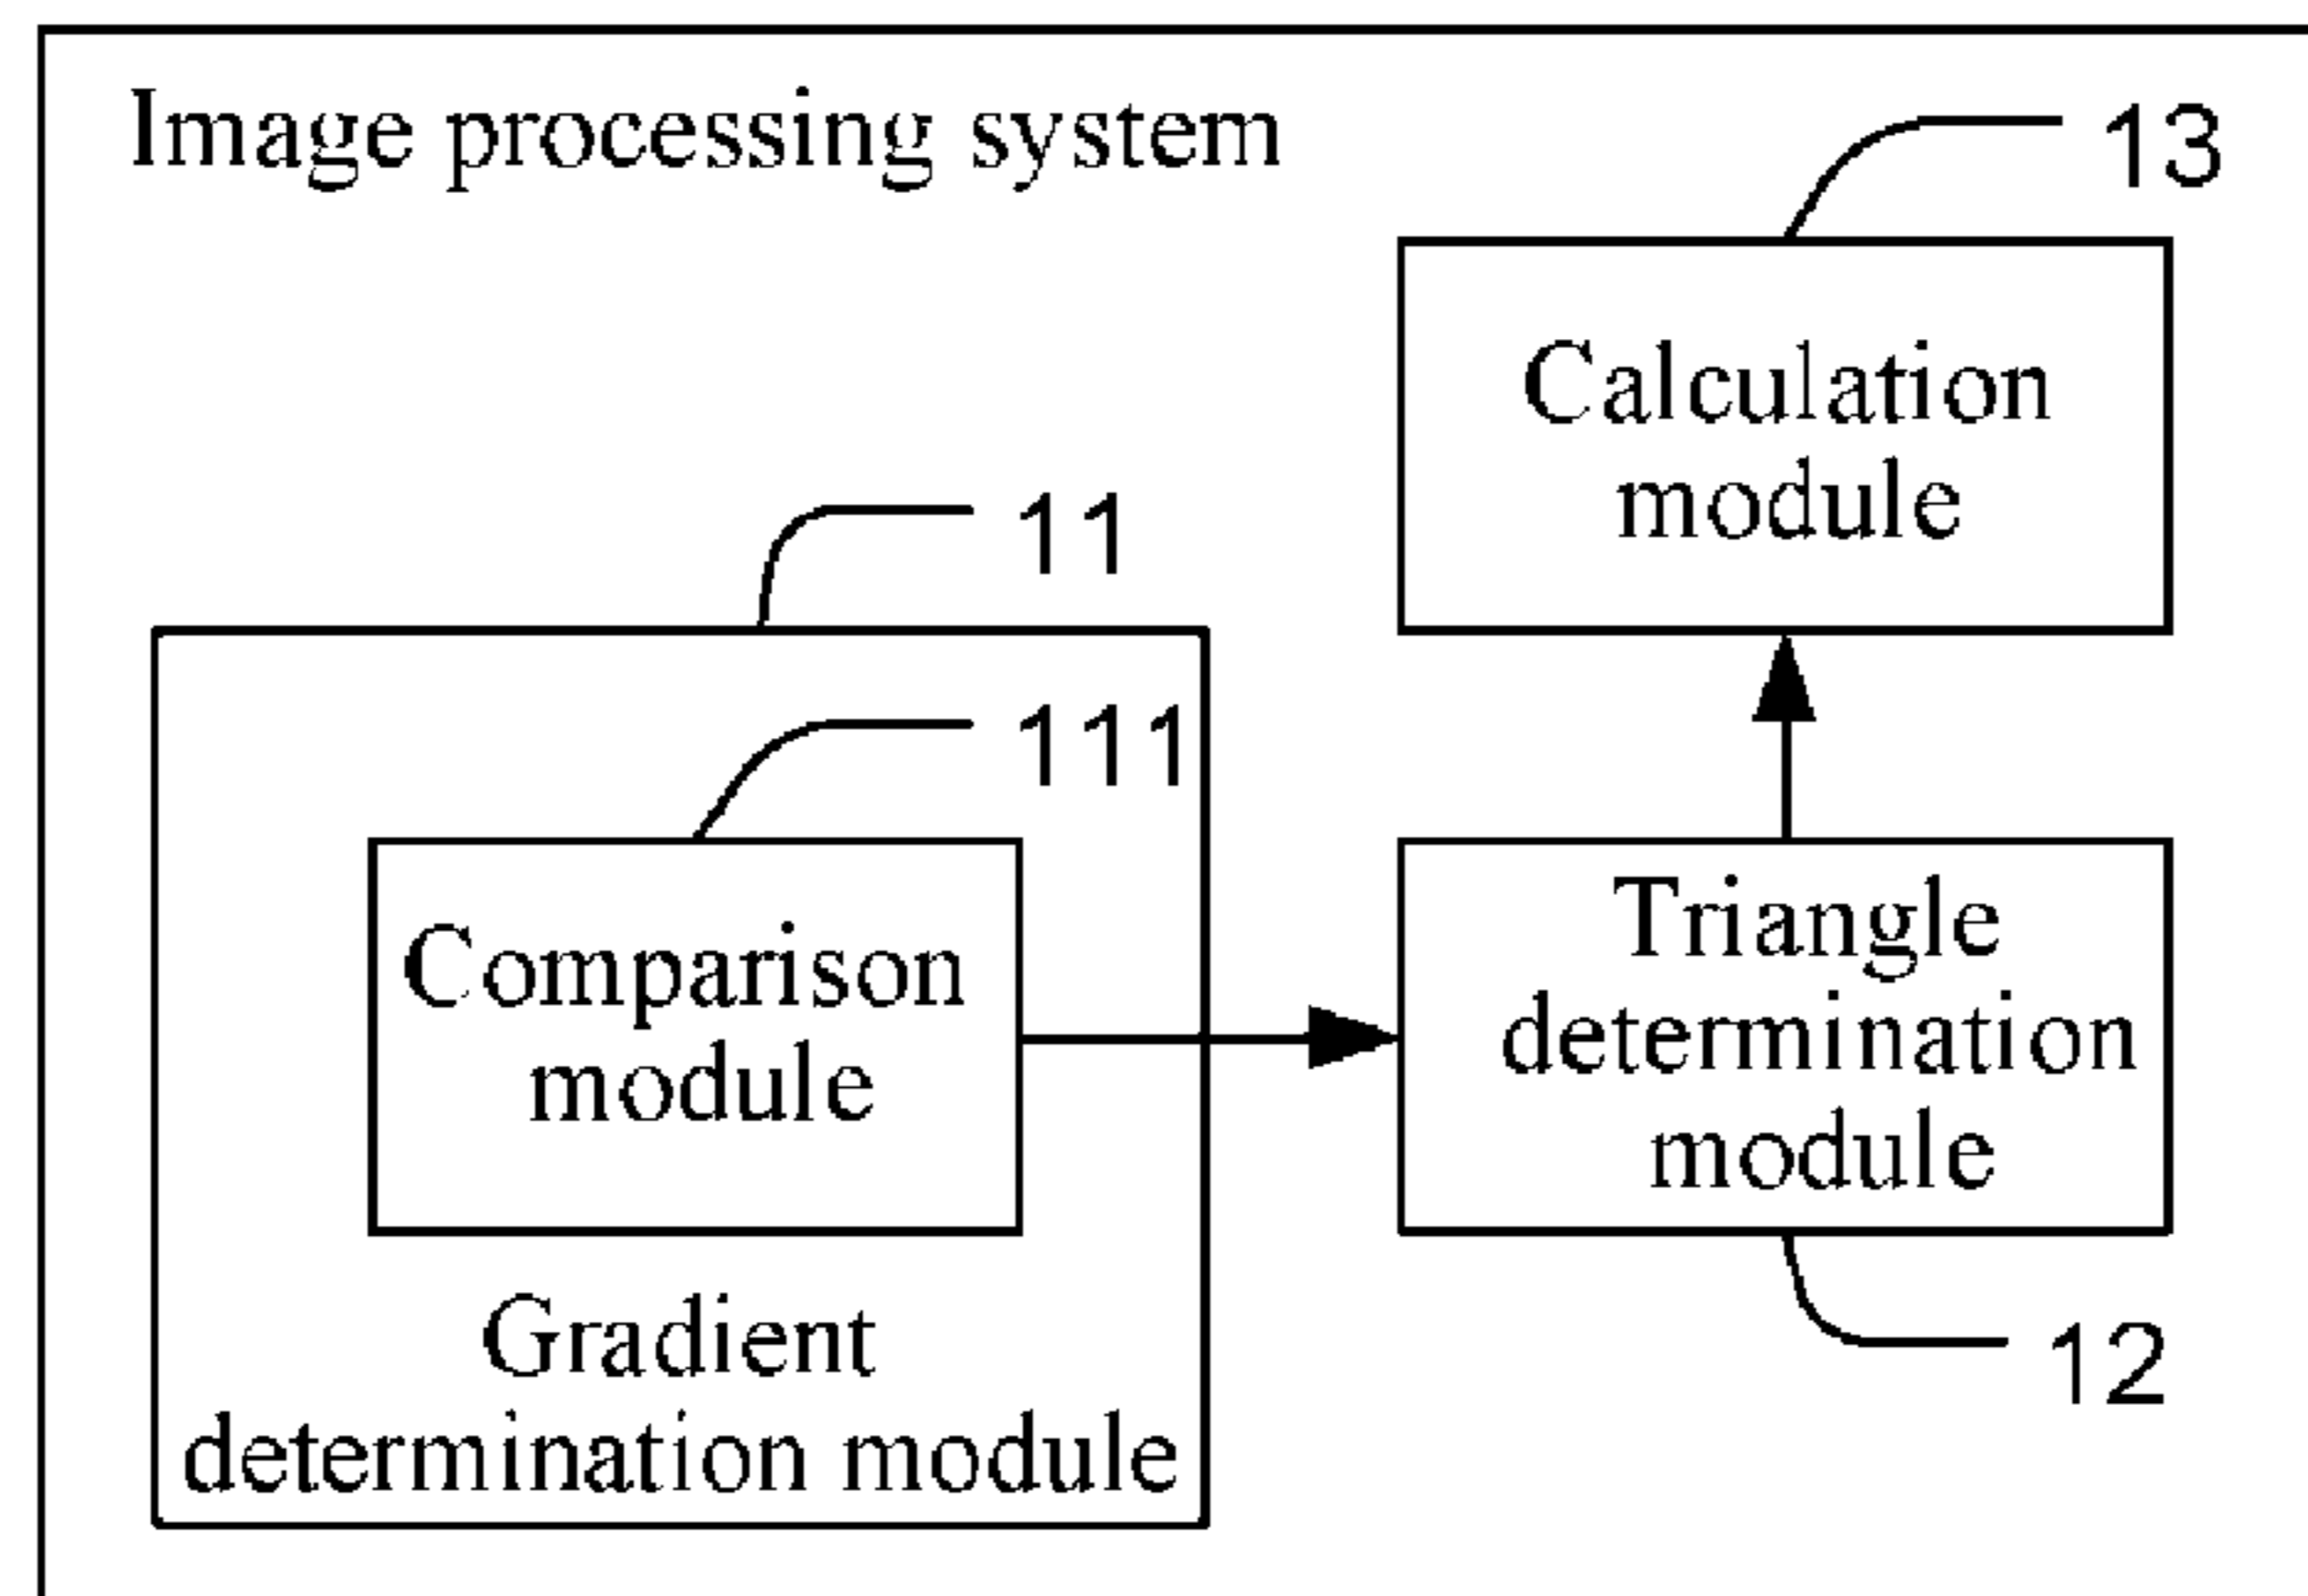 Image processing system
13
Calculation
module
11
111
Comparison
module
Gradient
determination module
Triangle
determination
module
12